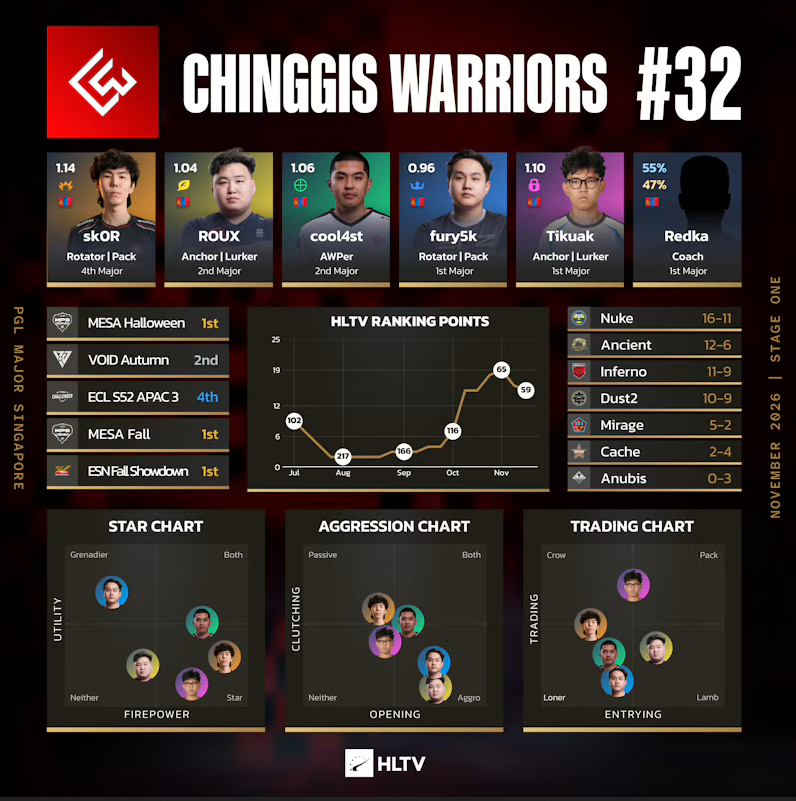 CHINGGIS WARRIORS #32
1.14
sk0R
Rotator | Pack
4th Major
1.04
ROUX
Anchor | Lurker
2nd Major
1.06
cool4st
AWPer
2nd Major
0.96
fury5k
Rotator | Pack
1st Major
1.10
Tikuak
Anchor | Lurker
1st Major
55%
47%
Redka
Coach
1st Major
PGL MAJOR SINGAPORE
MESA Halloween 1st
VOID Autumn 2nd
ECL S52 APAC 3 4th
MESA Fall 1st
ESN Fall Showdown 1st
HLTV RANKING POINTS
25
19
12
6
0
102
217
166
116
65
59
Jul Aug Sep Oct Nov
Nuke 16-11
Ancient 12-6
Inferno 11-9
Dust2 10-9
Mirage 5-2
Cache 2-4
Anubis 0-3
NOVEMBER 2026 | STAGE ONE
STAR CHART
Grenadier Both
UTILITY
Neither Star
FIREPOWER
AGGRESSION CHART
Passive Both
CLUTCHING
Neither Aggro
OPENING
TRADING CHART
Crow Pack
TRADING
Loner Lamb
ENTRYING
HLTV